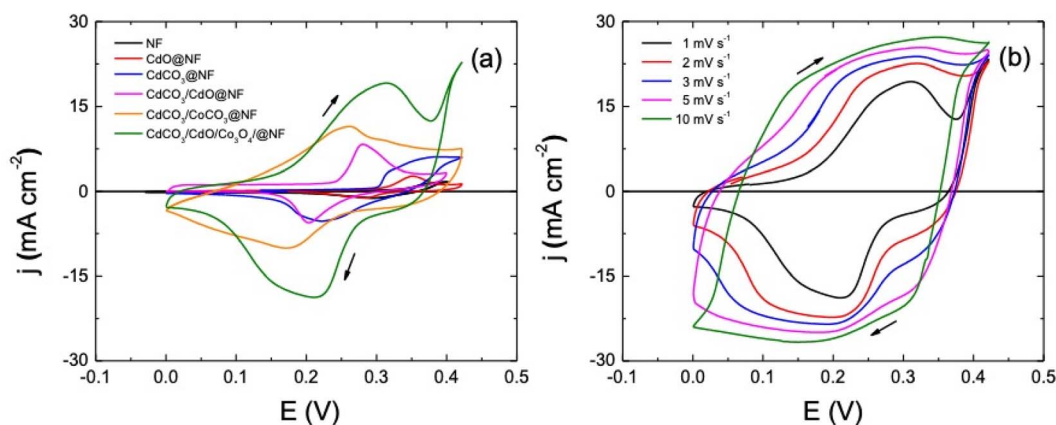 (a)
NF
CdO@NF
CdCO₃@NF
CdCO₃/CdO@NF
CdCO₃/CoCO₃@NF
CdCO₃/CdO/Co₃O₄/@NF
30
15
0
-15
-30
j (mA cm⁻²)
-0.1 0.0 0.1 0.2 0.3 0.4 0.5
E (V)
(b)
1 mV s⁻¹
2 mV s⁻¹
3 mV s⁻¹
5 mV s⁻¹
10 mV s⁻¹
30
15
0
-15
-30
j (mA cm⁻²)
-0.1 0.0 0.1 0.2 0.3 0.4 0.5
E (V)